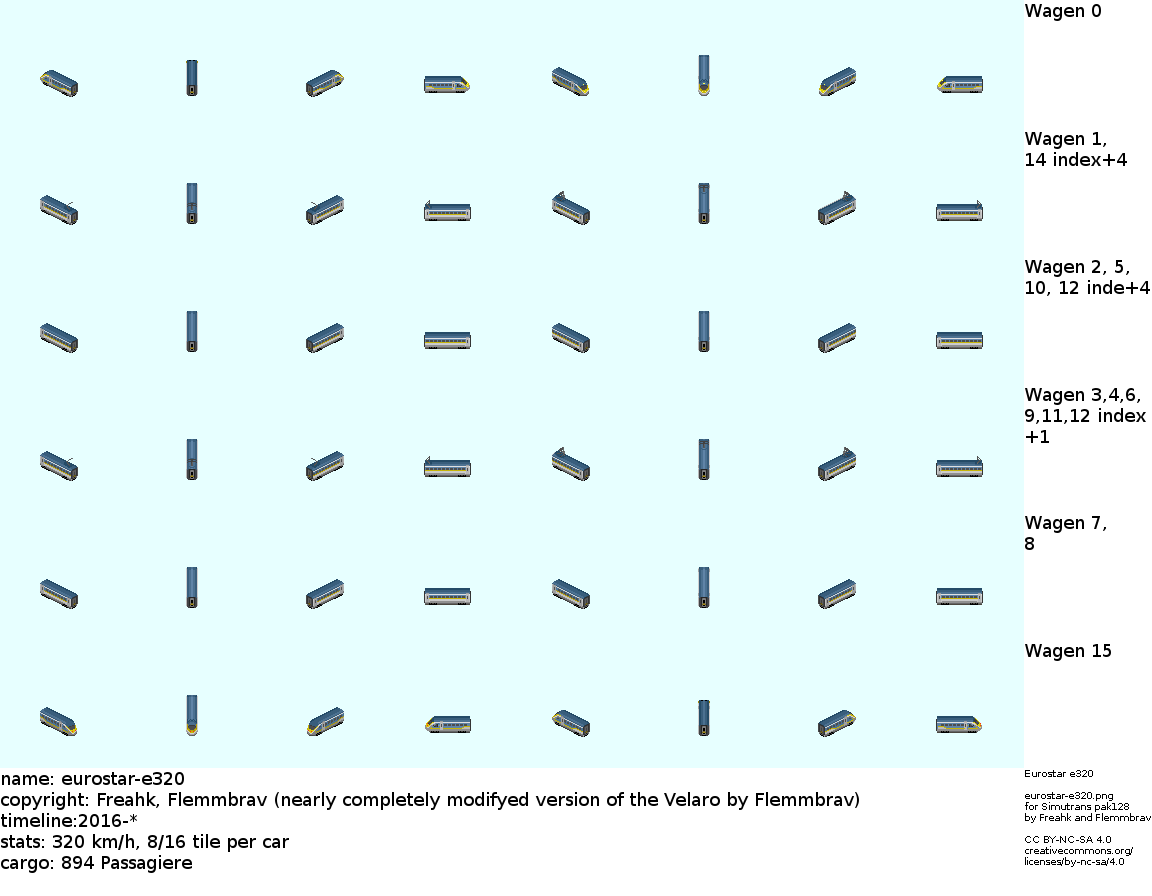 Wagen 0
Wagen 1,
14 index+4
Wagen 2, 5,
10, 12 inde+4
Wagen 3,4,6,
9,11,12 index
+1
Wagen 7,
8
Wagen 15
name: eurostar-e320
copyright: Freahk, Flemmbrav (nearly completely modifyed version of the Velaro by Flemmbrav)
timeline:2016-*
stats: 320 km/h, 8/16 tile per car
cargo: 894 Passagiere
Eurostar e320
eurostar-e320.png
for Simutrans pak128
by Freahk and Flemmbrav
CC BY-NC-SA 4.0
creativecommons.org/
licenses/by-nc-sa/4.0